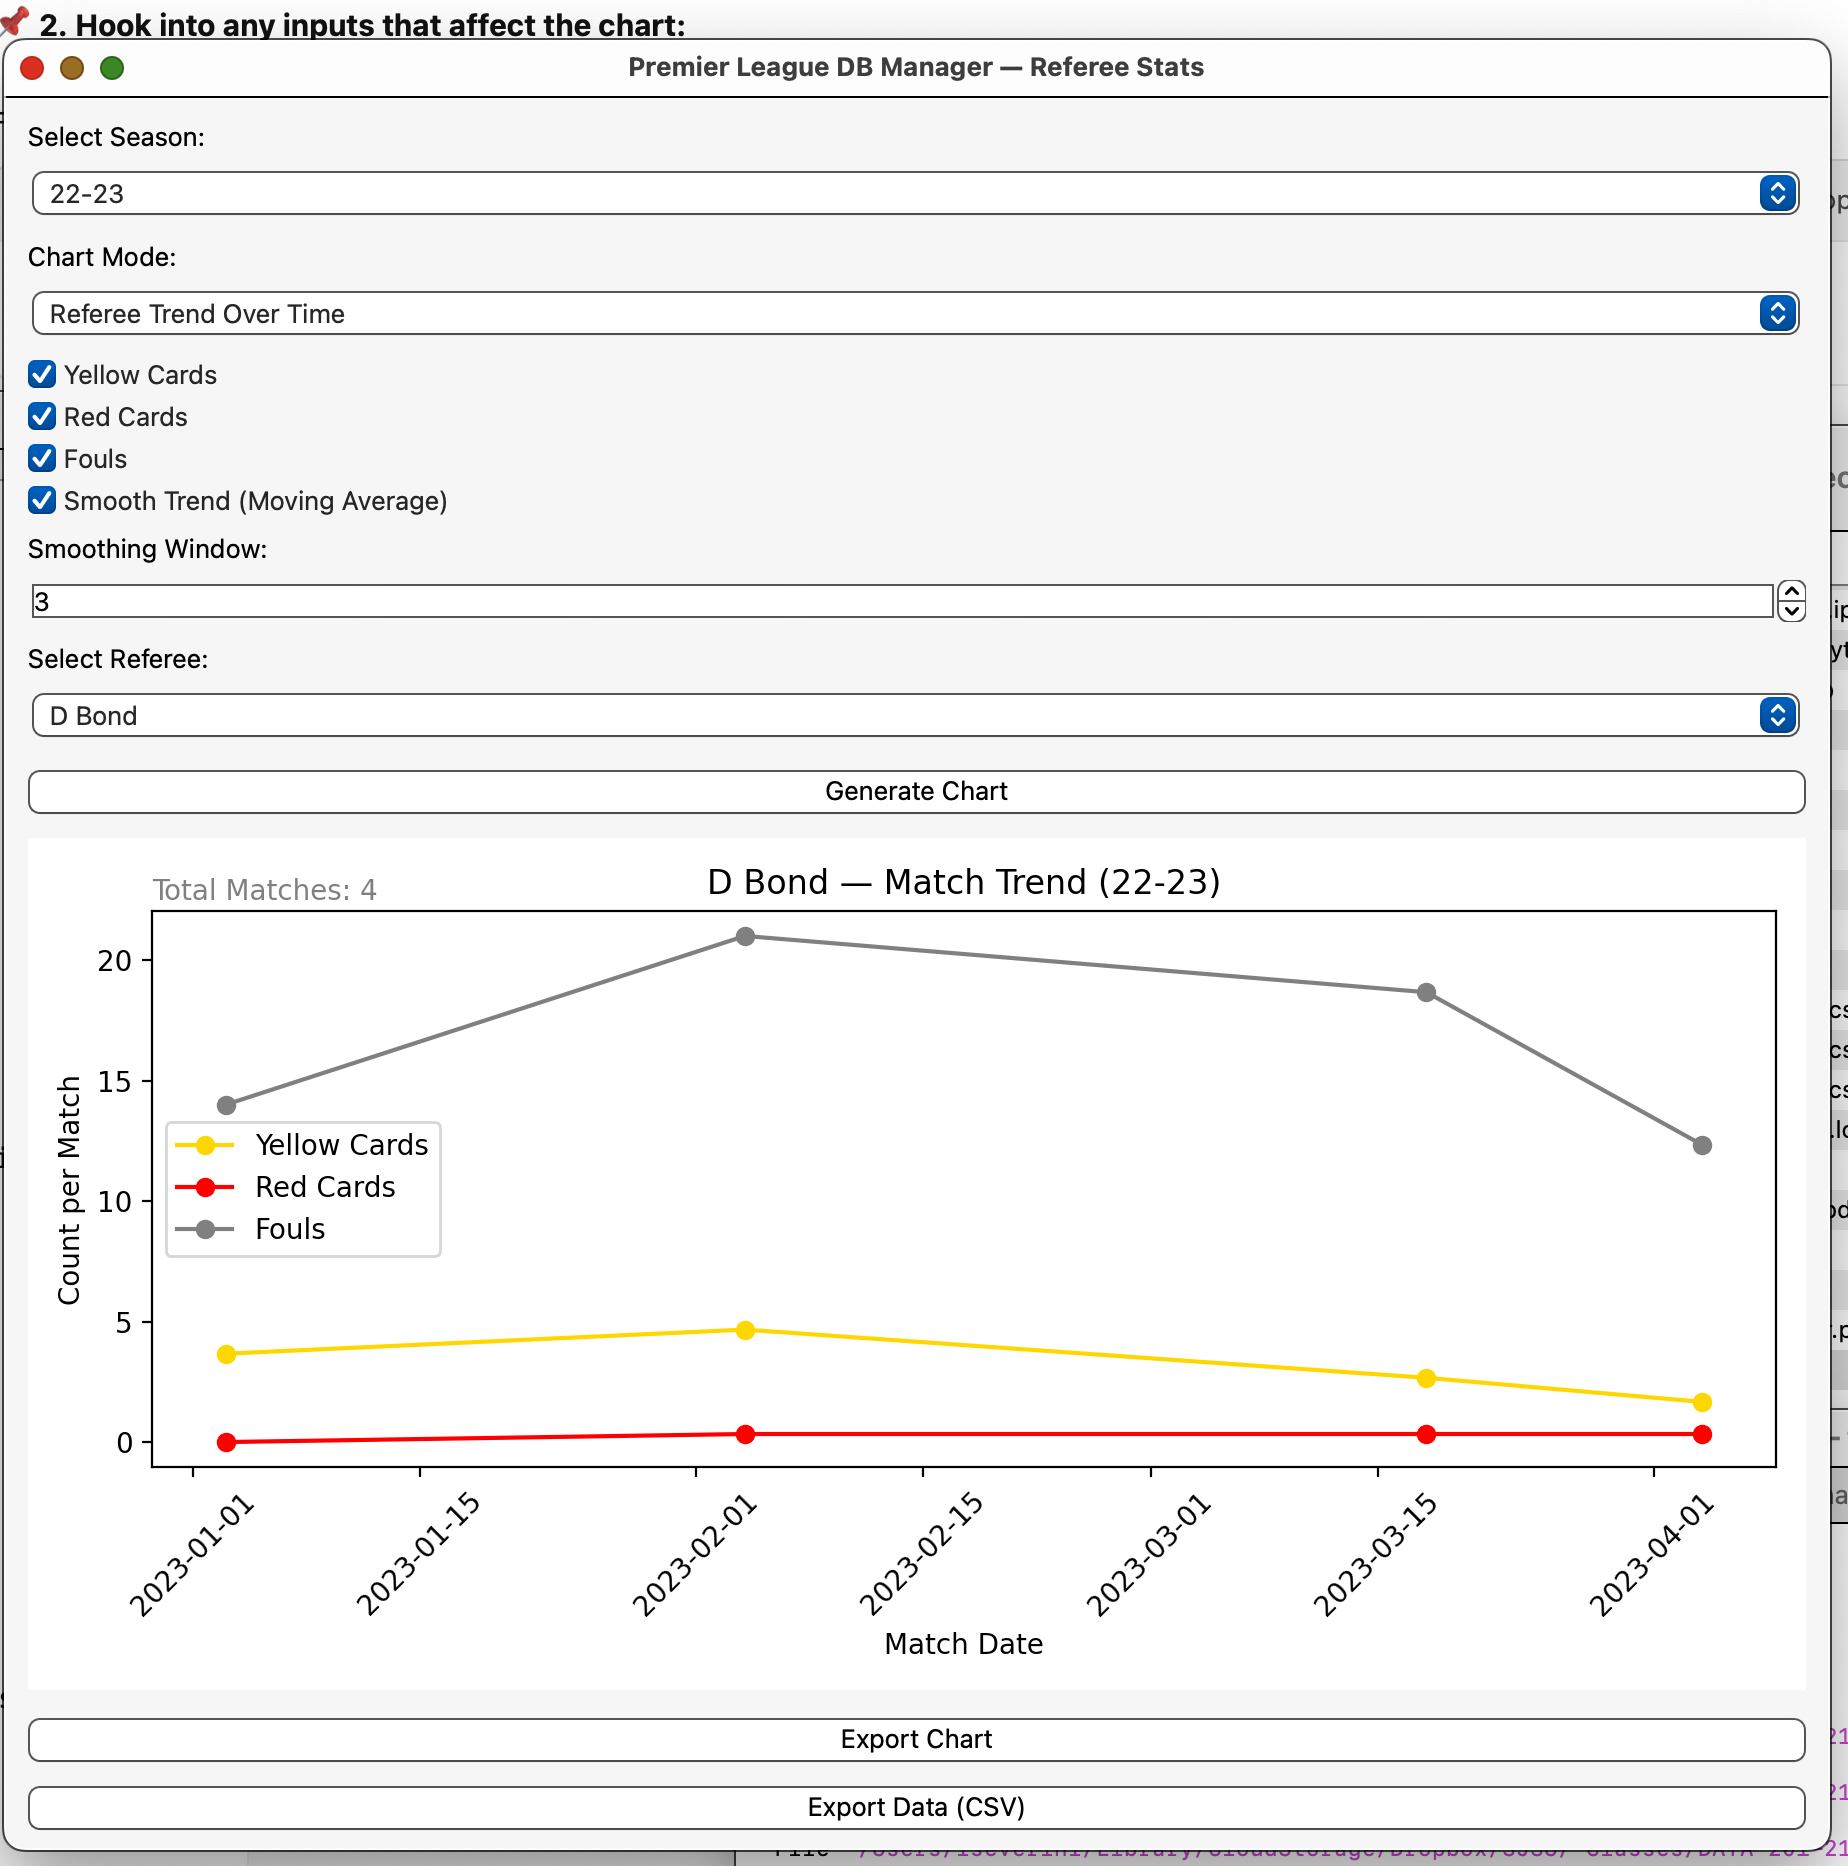 📌 2. Hook into any inputs that affect the chart:
Premier League DB Manager — Referee Stats
Select Season:
22-23
Chart Mode:
Referee Trend Over Time
Yellow Cards
Red Cards
Fouls
Smooth Trend (Moving Average)
Smoothing Window:
3
Select Referee:
D Bond
Generate Chart
Total Matches: 4
D Bond — Match Trend (22-23)
20
15
10
5
0
Count per Match
Yellow Cards
Red Cards
Fouls
2023-01-01
2023-01-15
2023-02-01
2023-02-15
2023-03-01
2023-03-15
2023-04-01
Match Date
Export Chart
Export Data (CSV)